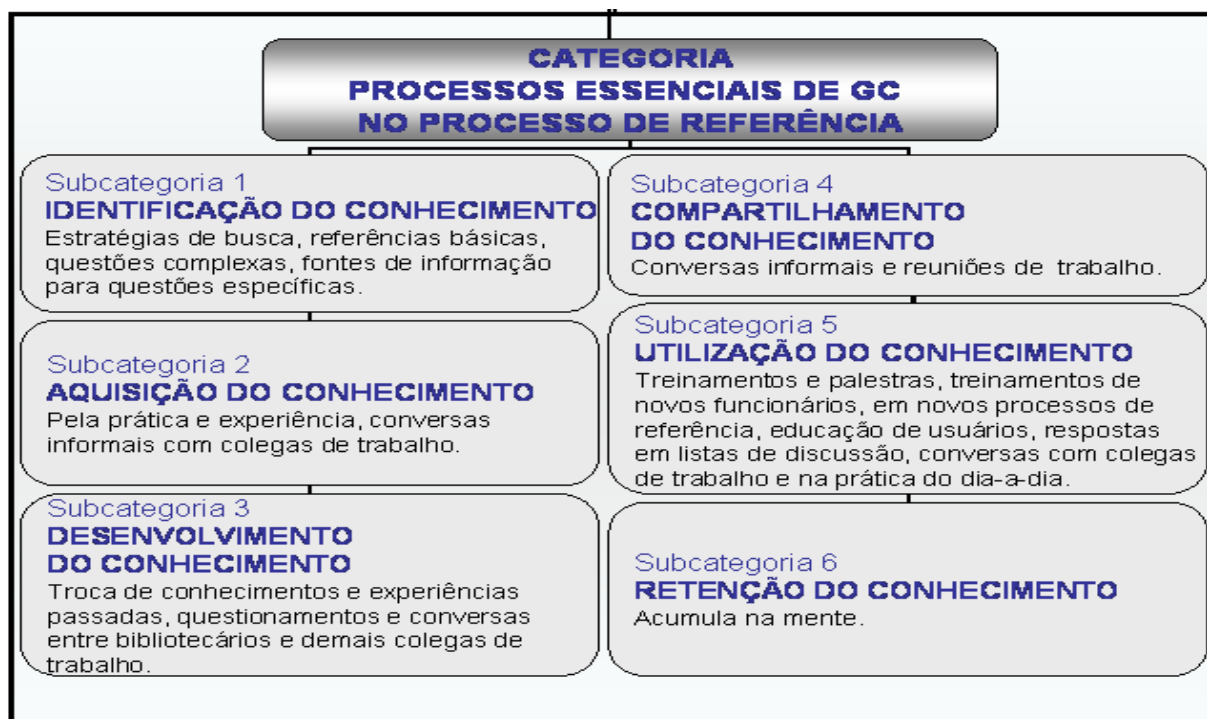 CATEGORIA
PROCESSOS ESSENCIAIS DE GC
NO PROCESSO DE REFERÊNCIA
Subcategoria 1
IDENTIFICAÇÃO DO CONHECIMENTO
Estratégias de busca, referências básicas,
questões complexas, fontes de informação
para questões específicas.
Subcategoria 2
AQUISIÇÃO DO CONHECIMENTO
Pela prática e experiência, conversas
informais com colegas de trabalho.
Subcategoria 3
DESENVOLVIMENTO
DO CONHECIMENTO
Troca de conhecimentos e experiências
passadas, questionamentos e conversas
entre bibliotecários e demais colegas de
trabalho.
Subcategoria 4
COMPARTILHAMENTO
DO CONHECIMENTO
Conversas informais e reuniões de trabalho.
Subcategoria 5
UTILIZAÇÃO DO CONHECIMENTO
Treinamentos e palestras, treinamentos de
novos funcionários, em novos processos de
referência, educação de usuários, respostas
em listas de discussão, conversas com colegas
de trabalho e na prática do dia-a-dia.
Subcategoria 6
RETENÇÃO DO CONHECIMENTO
Acumula na mente.